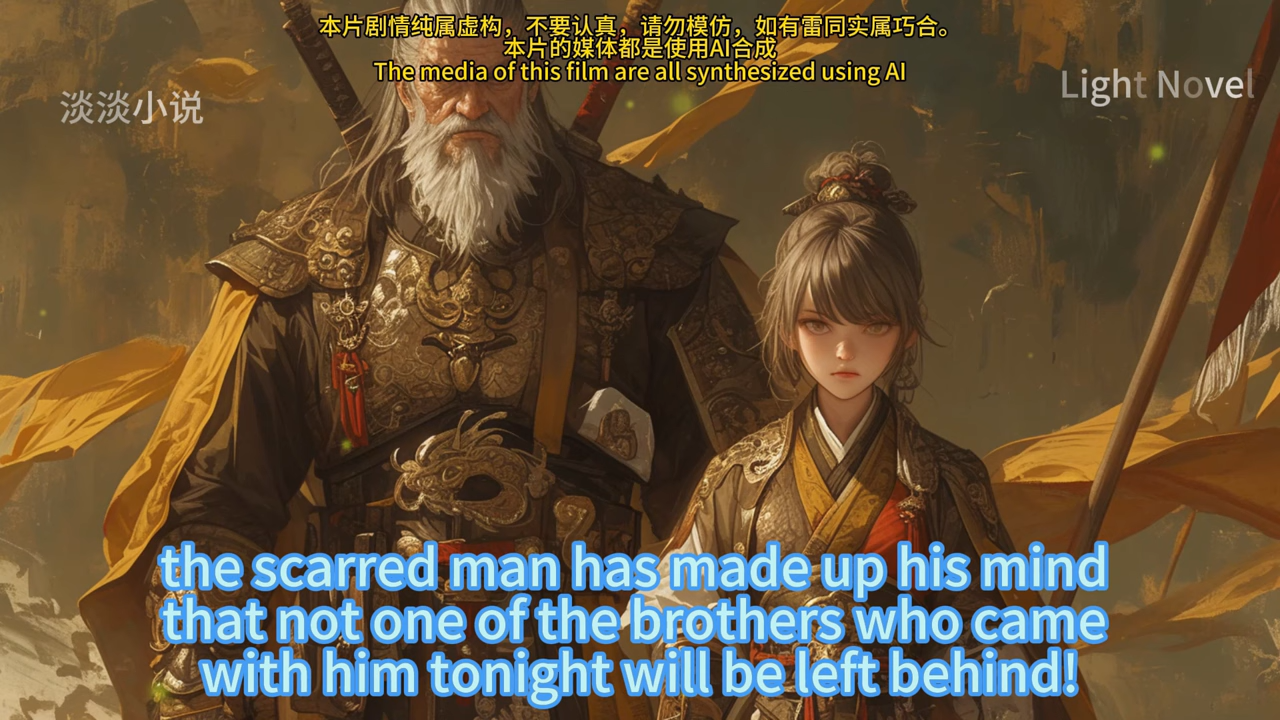 本片剧情纯属虚构，不要认真，请勿模仿，如有雷同实属巧合。
本片的媒体都是使用AI合成
The media of this film are all synthesized using AI
淡淡小说
Light Novel
the scarred man has made up his mind
that not one of the brothers who came
with him tonight will be left behind!